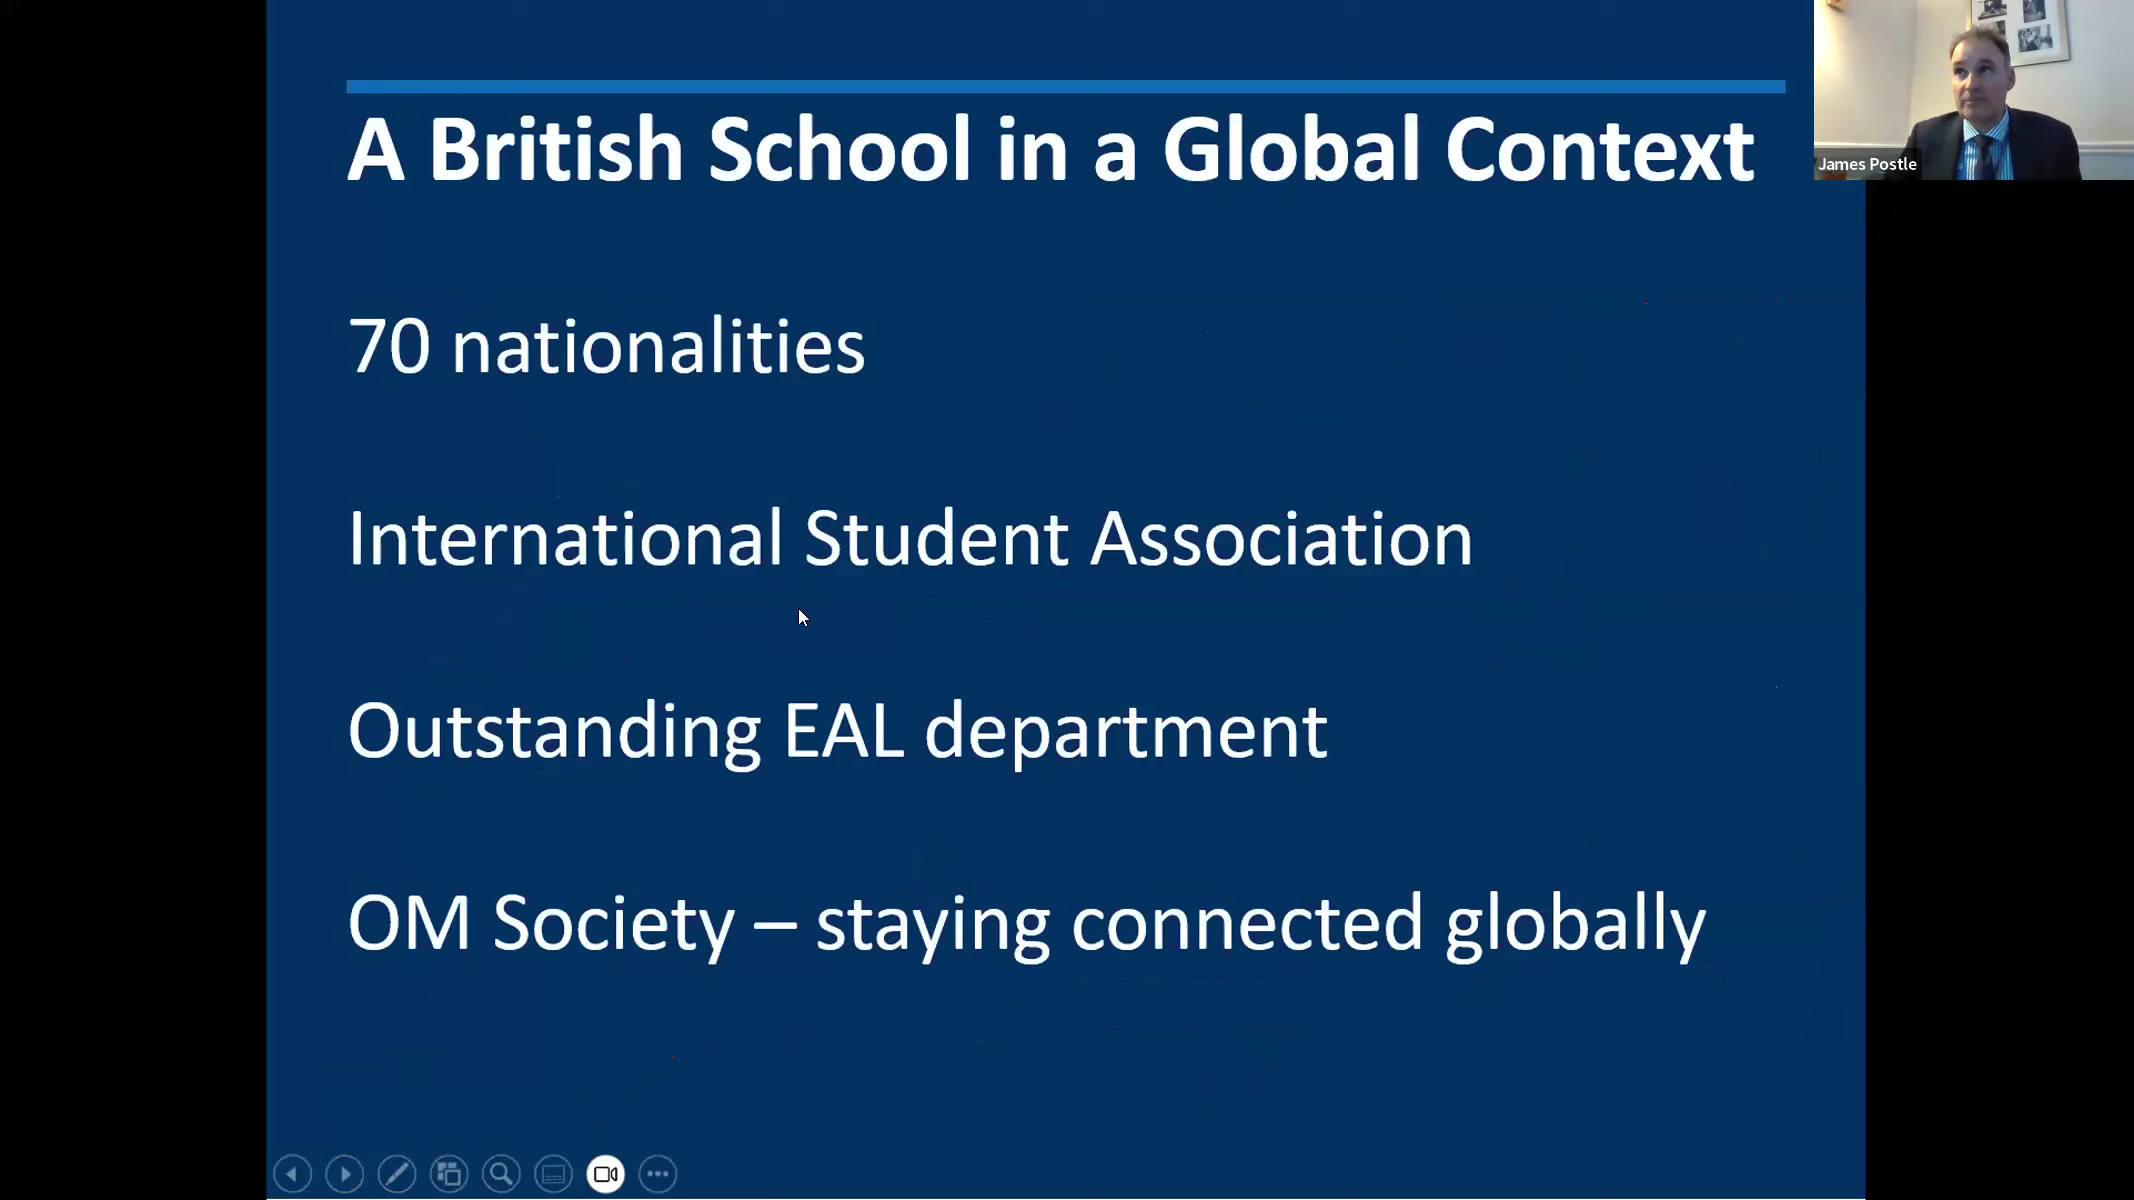 A British School in a Global Context
James Postle
70 nationalities
International Student Association
Outstanding EAL department
OM Society – staying connected globally